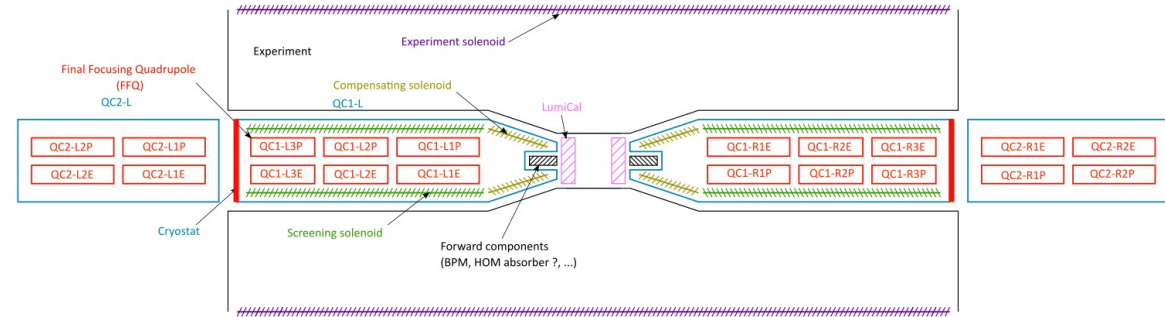 Experiment solenoid
Experiment
Final Focusing Quadrupole
(FFQ)
QC2-L
Compensating solenoid
QC1-L
LumiCal
QC2-L2P QC2-L1P QC1-L3P QC1-L2P QC1-L1P QC1-R1E QC1-R2E QC1-R3E QC2-R1E QC2-R2E
QC2-L2E QC2-L1E QC1-L3E QC1-L2E QC1-L1E QC1-R1P QC1-R2P QC1-R3P QC2-R1P QC2-R2P
Cryostat
Screening solenoid
Forward components
(BPM, HOM absorber ?, ...)